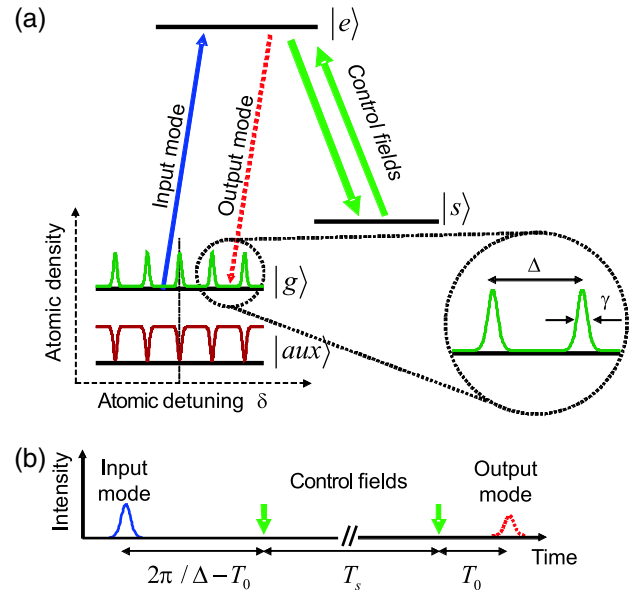 (a)
|e⟩
Input mode
Output mode
Control fields
|s⟩
Atomic density
|g⟩
|aux⟩
Atomic detuning δ
Δ
γ
(b)
Intensity
Input mode
Control fields
Output mode
Time
2π / Δ – T₀
Tₛ
T₀